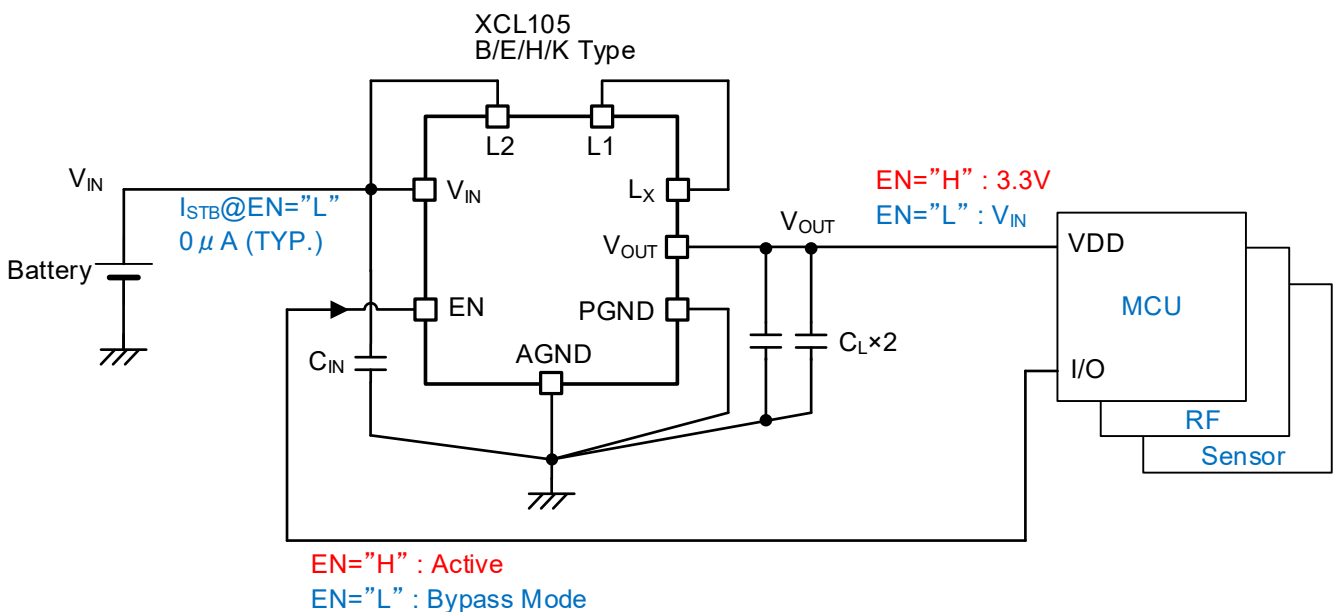 XCL105
B/E/H/K Type
L2
L1
VIN
VIN
LX
ISTB@EN=”L”
0μA (TYP.)
EN=”H” : 3.3V
EN=”L” : VIN
VOUT
VOUT
VDD
Battery
EN
PGND
MCU
CIN
AGND
CL×2
I/O
RF
Sensor
EN=”H” : Active
EN=”L” : Bypass Mode